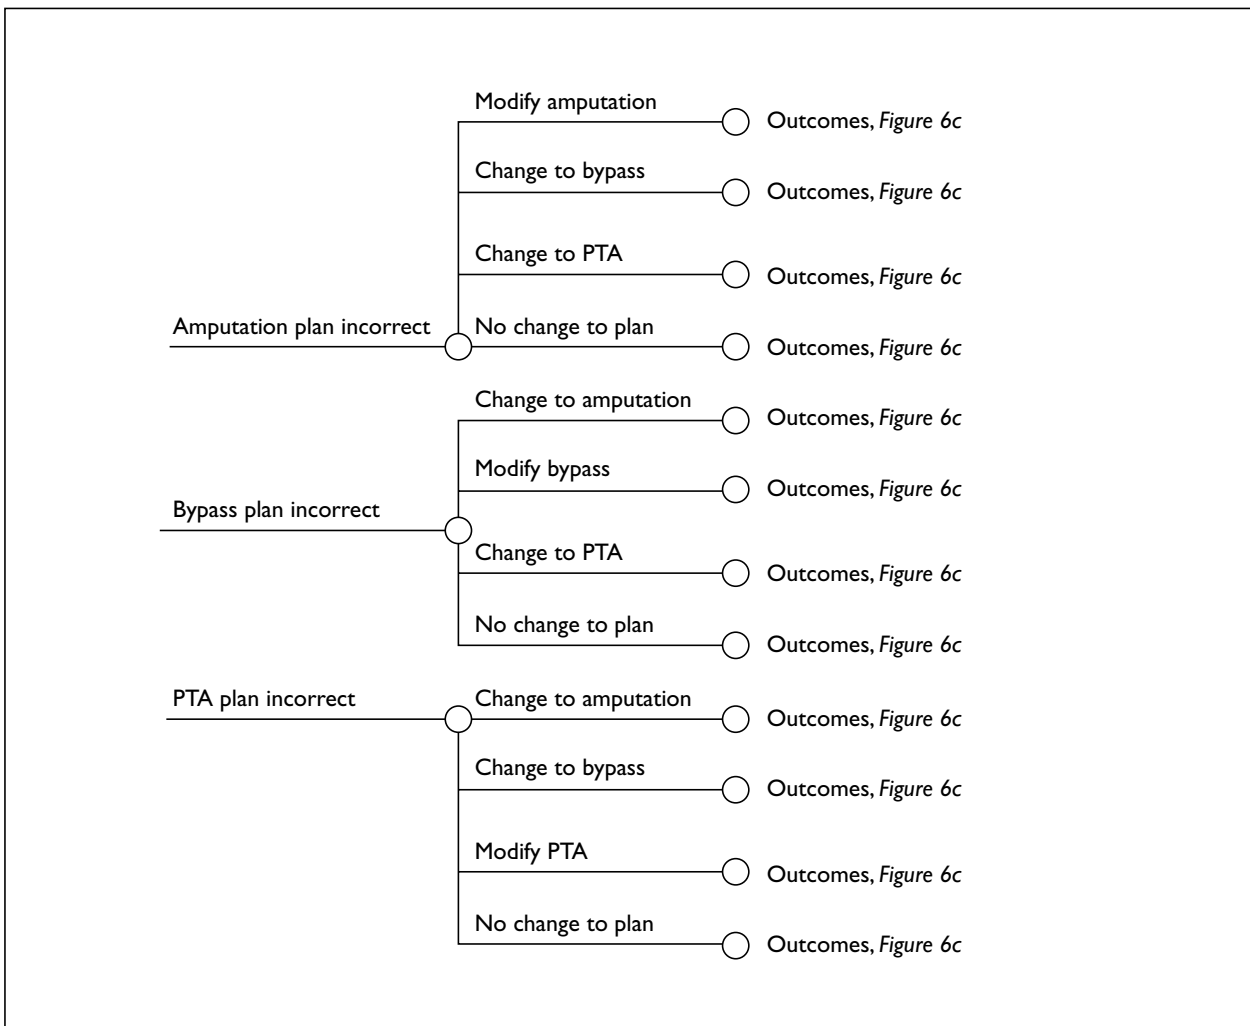 Modify amputation
Outcomes, Figure 6c
Change to bypass
Outcomes, Figure 6c
Change to PTA
Outcomes, Figure 6c
Amputation plan incorrect
No change to plan
Outcomes, Figure 6c
Change to amputation
Outcomes, Figure 6c
Modify bypass
Outcomes, Figure 6c
Bypass plan incorrect
Change to PTA
Outcomes, Figure 6c
No change to plan
Outcomes, Figure 6c
PTA plan incorrect
Change to amputation
Outcomes, Figure 6c
Change to bypass
Outcomes, Figure 6c
Modify PTA
Outcomes, Figure 6c
No change to plan
Outcomes, Figure 6c